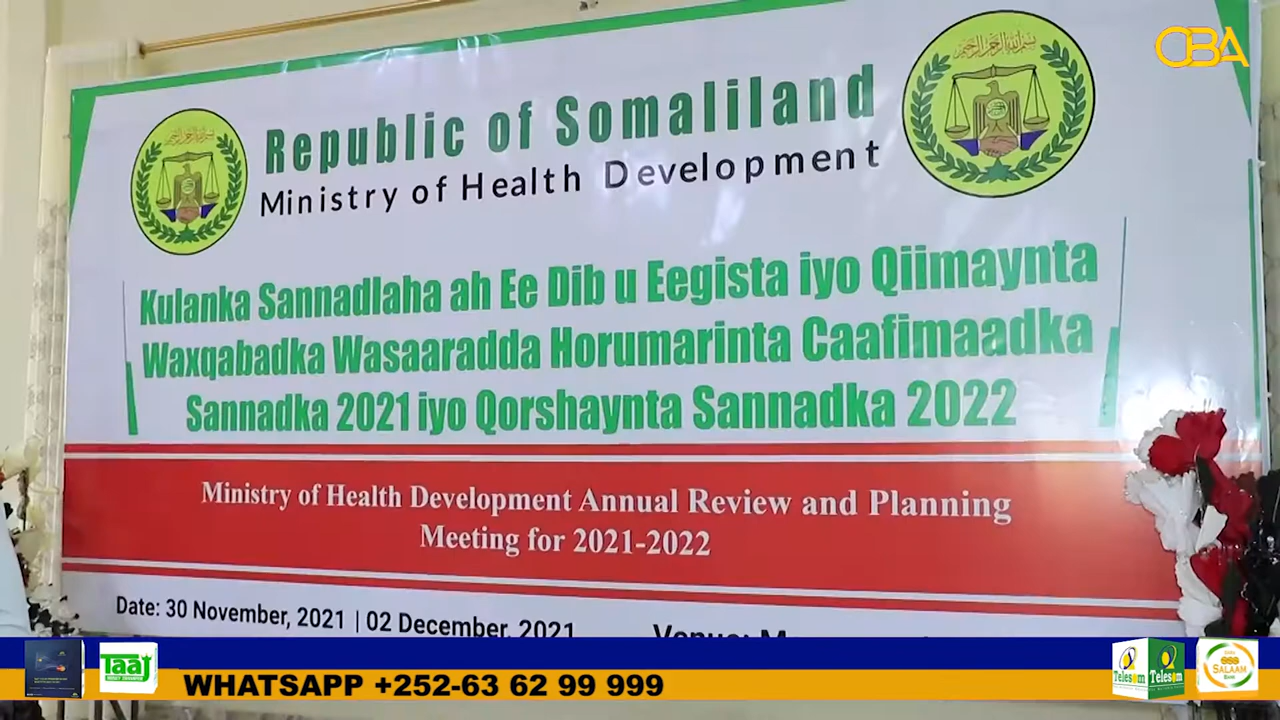 CBA
Republic of Somaliland
Ministry of Health Development
Kulanka Sannadlaha ah Ee Dib u Eegista iyo Qiimaynta
Waxqabadka Wasaaradda Horumarinta Caafimaadka
Sannadka 2021 iyo Qorshaynta Sannadka 2022
Ministry of Health Development Annual Review and Planning
Meeting for 2021-2022
Date: 30 November, 2021 | 02 December, 2021
Venue:
Taaj
WHATSAPP +252-63 62 99 999
Telesom Telesom
SALAAM